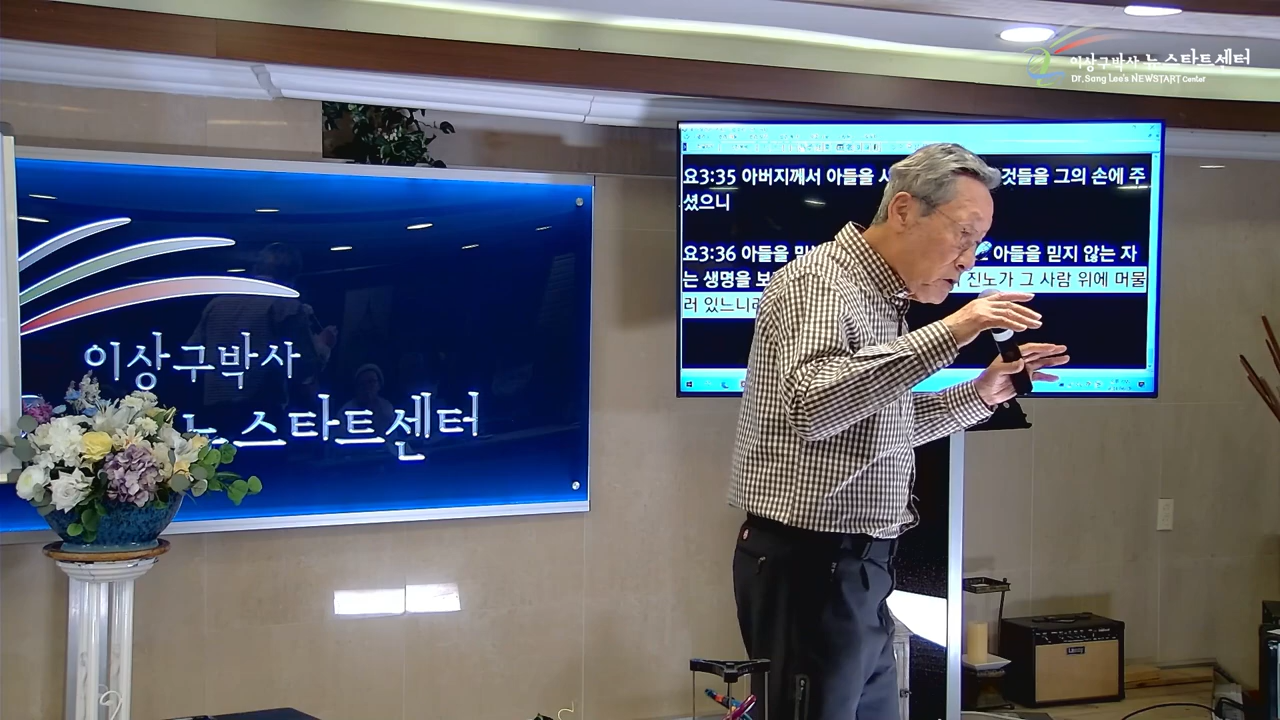 이상구박사 뉴스타트센터
Dr. Sang Lee's NEWSTART Center
요3:35 아버지께서 아들을 것들을 그의 손에 주
셨으니
요3:36 아들을 아들을 믿지 않는 자
는 생명을 진노가 그 사람 위에 머물
러 있느니라
이상구박사
뉴스타트센터
Laney